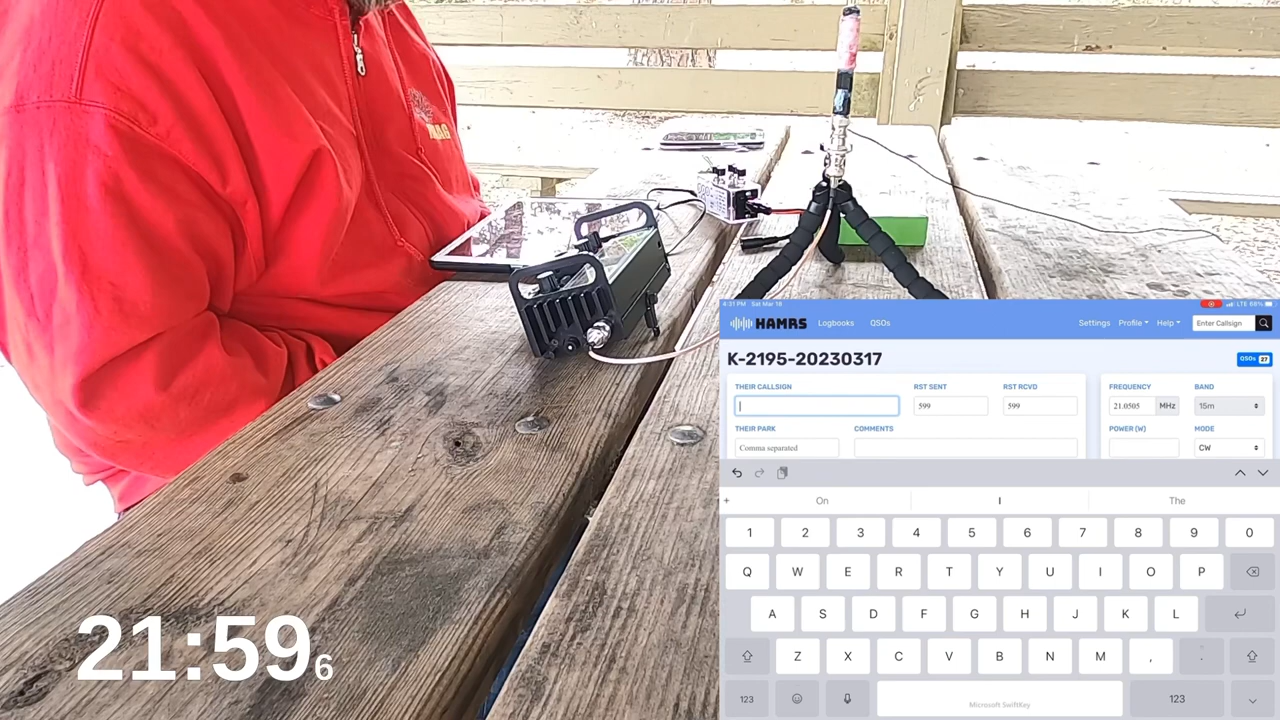 4:31 PM Sat Mar 18
LTE 68%
HAMRS Logbooks QSOs Settings Profile Help Enter Callsign
K-2195-20230317
QSOs 27
THEIR CALLSIGN RST SENT RST RCVD FREQUENCY BAND
599 599 21.0505 MHz 15m
THEIR PARK COMMENTS POWER (W) MODE
Comma separated CW
+ On I The
1 2 3 4 5 6 7 8 9 0
Q W E R T Y U I O P
A S D F G H J K L
Z X C V B N M , .
123 Microsoft SwiftKey 123
21:59 6